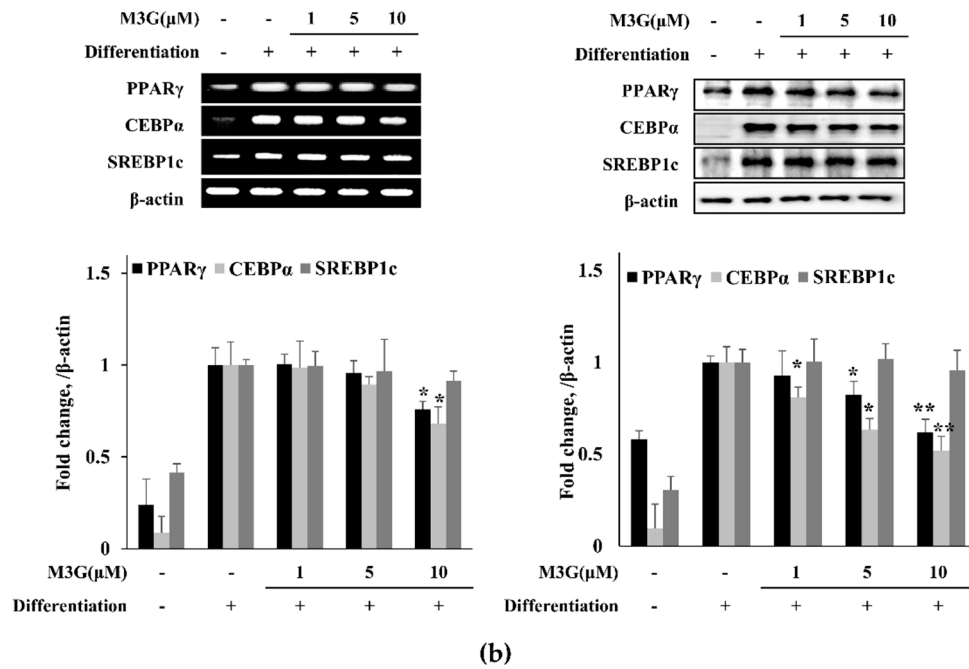 M3G(μM) - - 1 5 10
Differentiation - + + + +
PPARγ
CEBPα
SREBP1c
β-actin
M3G(μM) - - 1 5 10
Differentiation - + + + +
PPARγ
CEBPα
SREBP1c
β-actin
1.5
PPARγ CEBPα SREBP1c
Fold change, /β-actin
1
* *
0.5
0
M3G(μM) - - 1 5 10
Differentiation - + + + +
1.5
PPARγ CEBPα SREBP1c
Fold change, /β-actin
1
* * * ** **
0.5
0
M3G(μM) - - 1 5 10
Differentiation - + + + +
(b)